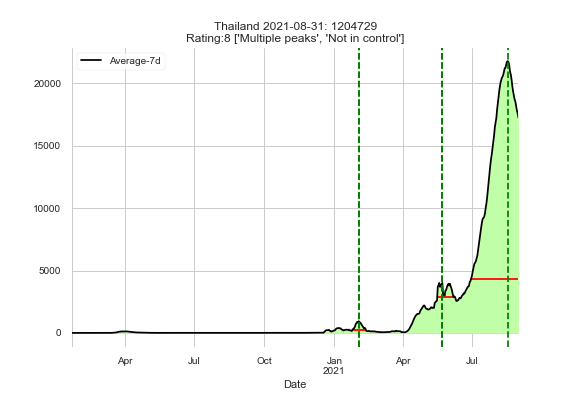 Thailand 2021-08-31: 1204729
Rating:8 ['Multiple peaks', 'Not in control']
Average-7d
20000
15000
10000
5000
0
Apr
Jul
Oct
Jan
2021
Apr
Jul
Date